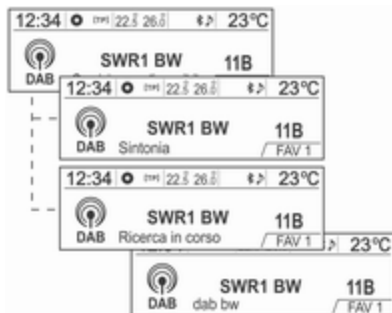 12:34 [TP] 22.5 26.0 23°C
SWR1 BW 11B
DAB
12:34 [TP] 22.5 26.0 23°C
SWR1 BW 11B
DAB Sintonia FAV 1
12:34 [TP] 22.5 26.0 23°C
SWR1 BW 11B
DAB Ricerca in corso FAV 1
23°C
SWR1 BW 11B
DAB dab bw FAV 1